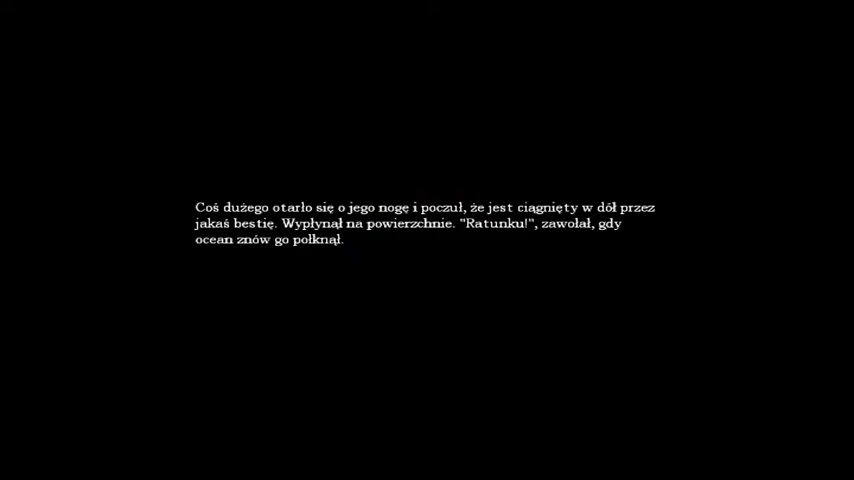 Coś dużego otarło się o jego nogę i poczuł, że jest ciągnięty w dół przez
jakaś bestię. Wypłynął na powierzchnie. "Ratunku!", zawołał, gdy
ocean znów go połknął.